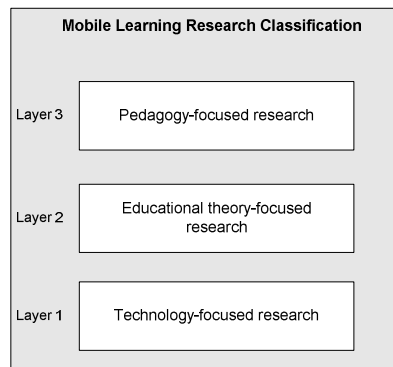 Mobile Learning Research Classification
Layer 3
Pedagogy-focused research
Layer 2
Educational theory-focused
research
Layer 1
Technology-focused research